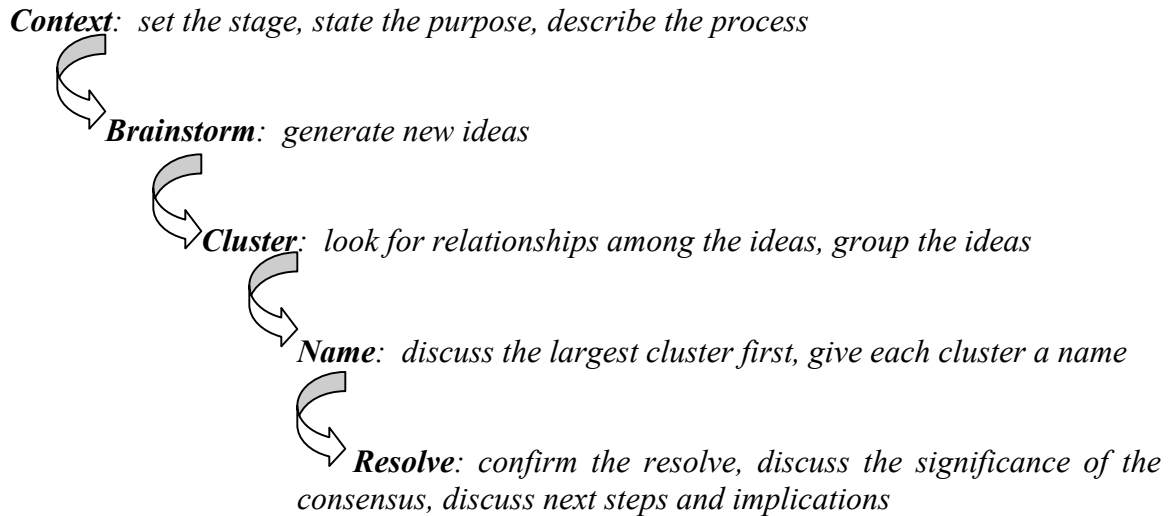 Context: set the stage, state the purpose, describe the process
Brainstorm: generate new ideas
Cluster: look for relationships among the ideas, group the ideas
Name: discuss the largest cluster first, give each cluster a name
Resolve: confirm the resolve, discuss the significance of the
consensus, discuss next steps and implications